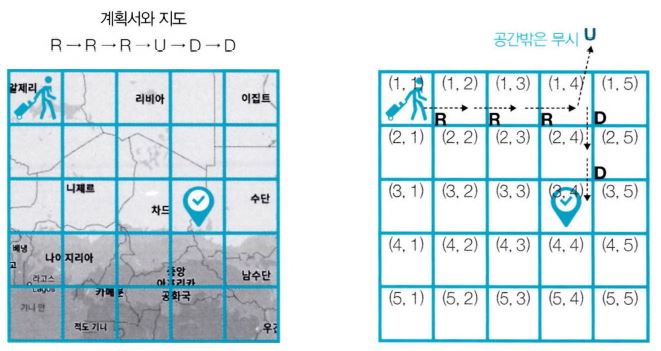 계획서와 지도
R → R → R → U → D → D
알제리
리비아
이집트
니제르
차드
수단
베냉
나이지리아
라고스
Lagos
카메룬
중앙
아프리카
공화국
남수단
기니 만
적도 기니
우간
공간밖은 무시 U
(1, 1) (1, 2) (1, 3) (1, 4) (1, 5)
R R R D
(2, 1) (2, 2) (2, 3) (2, 4) (2, 5)
D
(3, 1) (3, 2) (3, 3) (3, 4) (3, 5)
(4, 1) (4, 2) (4, 3) (4, 4) (4, 5)
(5, 1) (5, 2) (5, 3) (5, 4) (5, 5)